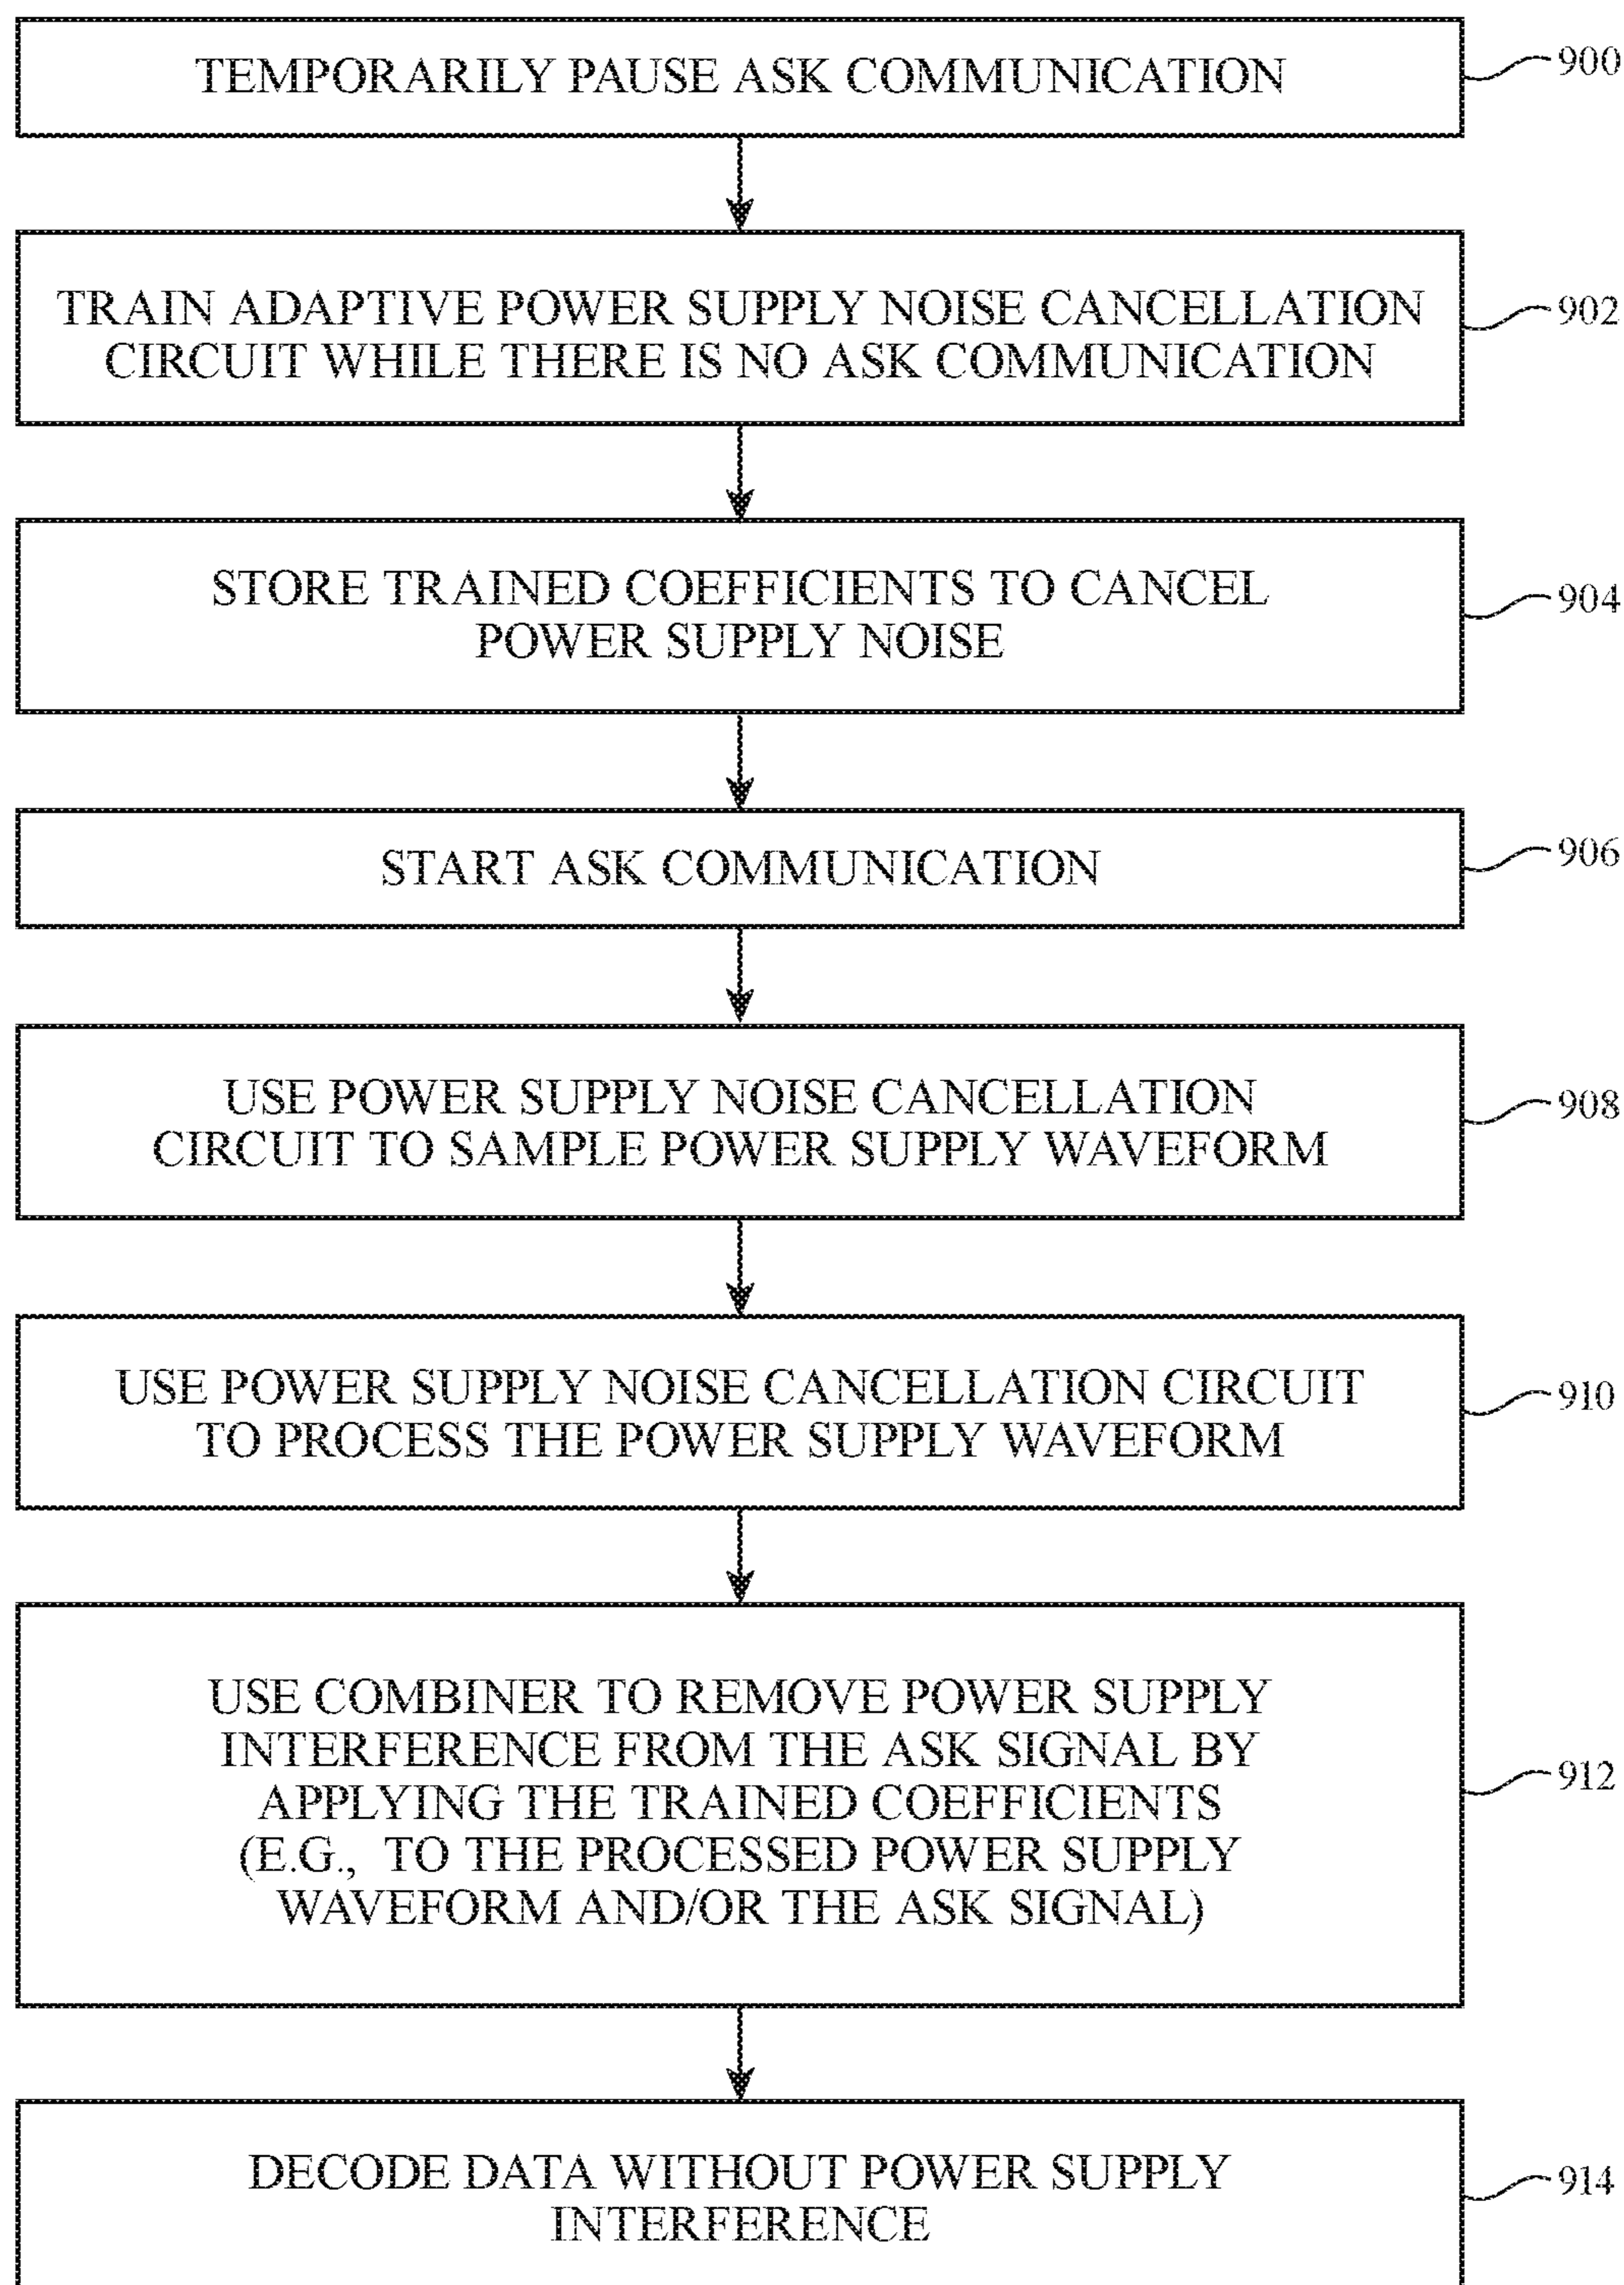 TEMPORARILY PAUSE ASK COMMUNICATION
900
TRAIN ADAPTIVE POWER SUPPLY NOISE CANCELLATION
CIRCUIT WHILE THERE IS NO ASK COMMUNICATION
902
STORE TRAINED COEFFICIENTS TO CANCEL
POWER SUPPLY NOISE
904
START ASK COMMUNICATION
906
USE POWER SUPPLY NOISE CANCELLATION
CIRCUIT TO SAMPLE POWER SUPPLY WAVEFORM
908
USE POWER SUPPLY NOISE CANCELLATION CIRCUIT
TO PROCESS THE POWER SUPPLY WAVEFORM
910
USE COMBINER TO REMOVE POWER SUPPLY
INTERFERENCE FROM THE ASK SIGNAL BY
APPLYING THE TRAINED COEFFICIENTS
(E.G., TO THE PROCESSED POWER SUPPLY
WAVEFORM AND/OR THE ASK SIGNAL)
912
DECODE DATA WITHOUT POWER SUPPLY
INTERFERENCE
914